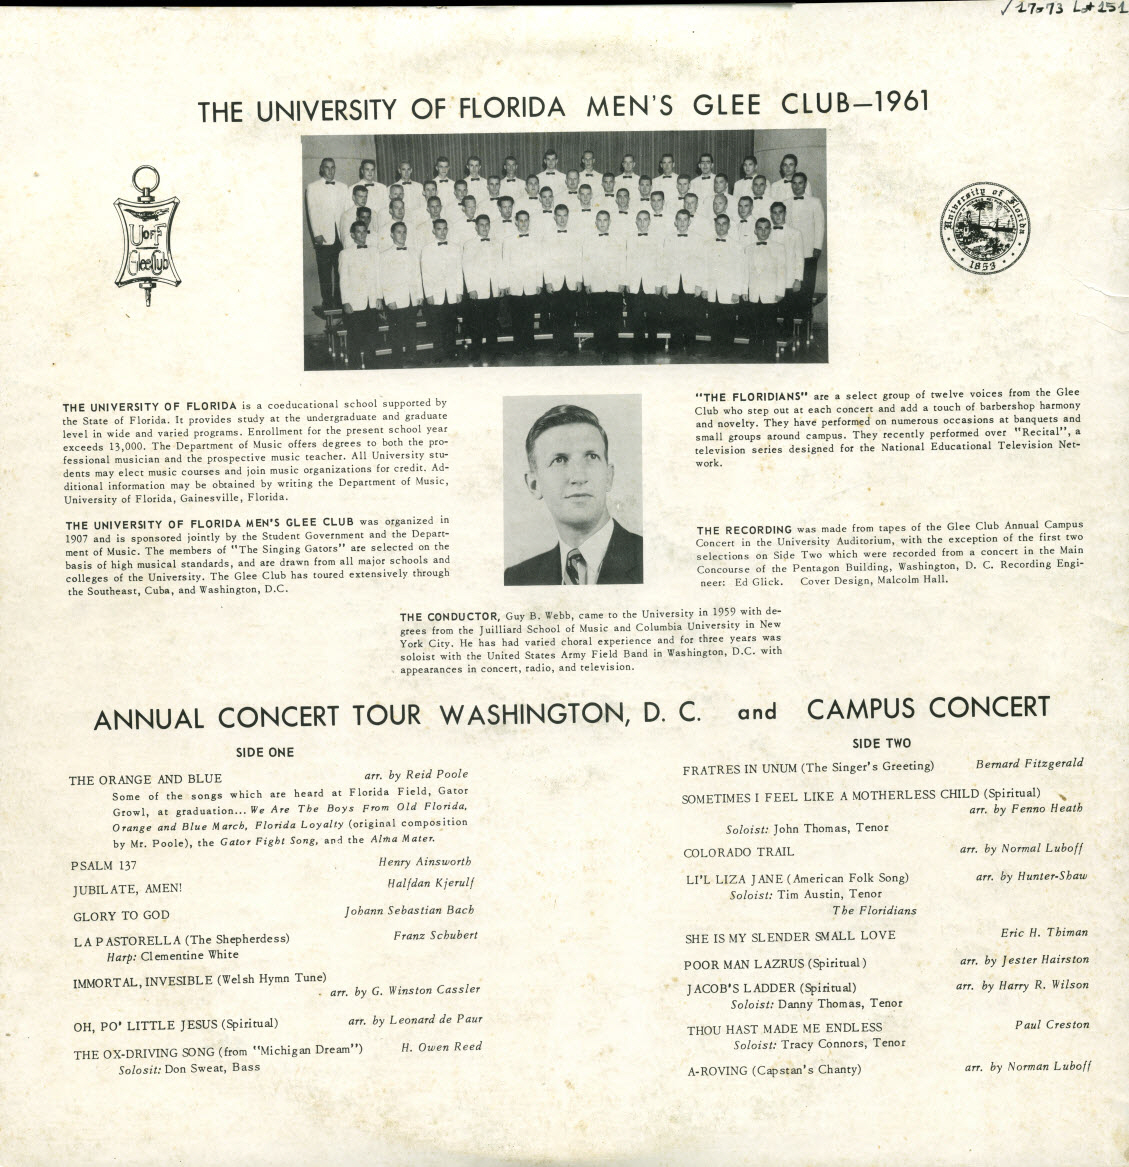 √17-73 Lot 151
THE UNIVERSITY OF FLORIDA MEN'S GLEE CLUB—1961
U OF F
Glee Club
University of Florida
1853
THE UNIVERSITY OF FLORIDA is a coeducational school supported by
the State of Florida. It provides study at the undergraduate and graduate
level in wide and varied programs. Enrollment for the present school year
exceeds 13,000. The Department of Music offers degrees to both the pro-
fessional musician and the prospective music teacher. All University stu-
dents may elect music courses and join music organizations for credit. Ad-
ditional information may be obtained by writing the Department of Music,
University of Florida, Gainesville, Florida.
THE UNIVERSITY OF FLORIDA MEN'S GLEE CLUB was organized in
1907 and is sponsored jointly by the Student Government and the Depart-
ment of Music. The members of "The Singing Gators" are selected on the
basis of high musical standards, and are drawn from all major schools and
colleges of the University. The Glee Club has toured extensively through
the Southeast, Cuba, and Washington, D.C.
"THE FLORIDIANS" are a select group of twelve voices from the Glee
Club who step out at each concert and add a touch of barbershop harmony
and novelty. They have performed on numerous occasions at banquets and
small groups around campus. They recently performed over "Recital", a
television series designed for the National Educational Television Net-
work.
THE RECORDING was made from tapes of the Glee Club Annual Campus
Concert in the University Auditorium, with the exception of the first two
selections on Side Two which were recorded from a concert in the Main
Concourse of the Pentagon Building, Washington, D. C. Recording Engi-
neer: Ed Glick. Cover Design, Malcolm Hall.
THE CONDUCTOR, Guy B. Webb, came to the University in 1959 with de-
grees from the Juilliard School of Music and Columbia University in New
York City. He has had varied choral experience and for three years was
soloist with the United States Army Field Band in Washington, D.C. with
appearances in concert, radio, and television.
ANNUAL CONCERT TOUR WASHINGTON, D. C. and CAMPUS CONCERT
SIDE ONE
THE ORANGE AND BLUE arr. by Reid Poole
Some of the songs which are heard at Florida Field, Gator
Growl, at graduation... We Are The Boys From Old Florida,
Orange and Blue March, Florida Loyalty (original composition
by Mr. Poole), the Gator Fight Song, and the Alma Mater.
PSALM 137 Henry Ainsworth
JUBILATE, AMEN! Halfdan Kjerulf
GLORY TO GOD Johann Sebastian Bach
LA PASTORELLA (The Shepherdess) Franz Schubert
Harp: Clementine White
IMMORTAL, INVESIBLE (Welsh Hymn Tune)
arr. by G. Winston Cassler
OH, PO' LITTLE JESUS (Spiritual) arr. by Leonard de Paur
THE OX-DRIVING SONG (from "Michigan Dream") H. Owen Reed
Solosit: Don Sweat, Bass
SIDE TWO
FRATRES IN UNUM (The Singer's Greeting) Bernard Fitzgerald
SOMETIMES I FEEL LIKE A MOTHERLESS CHILD (Spiritual)
arr. by Fenno Heath
Soloist: John Thomas, Tenor
COLORADO TRAIL arr. by Normal Luboff
LI'L LIZA JANE (American Folk Song) arr. by Hunter-Shaw
Soloist: Tim Austin, Tenor
The Floridians
SHE IS MY SLENDER SMALL LOVE Eric H. Thiman
POOR MAN LAZRUS (Spiritual) arr. by Jester Hairston
JACOB'S LADDER (Spiritual) arr. by Harry R. Wilson
Soloist: Danny Thomas, Tenor
THOU HAST MADE ME ENDLESS Paul Creston
Soloist: Tracy Connors, Tenor
A-ROVING (Capstan's Chanty) arr. by Norman Luboff